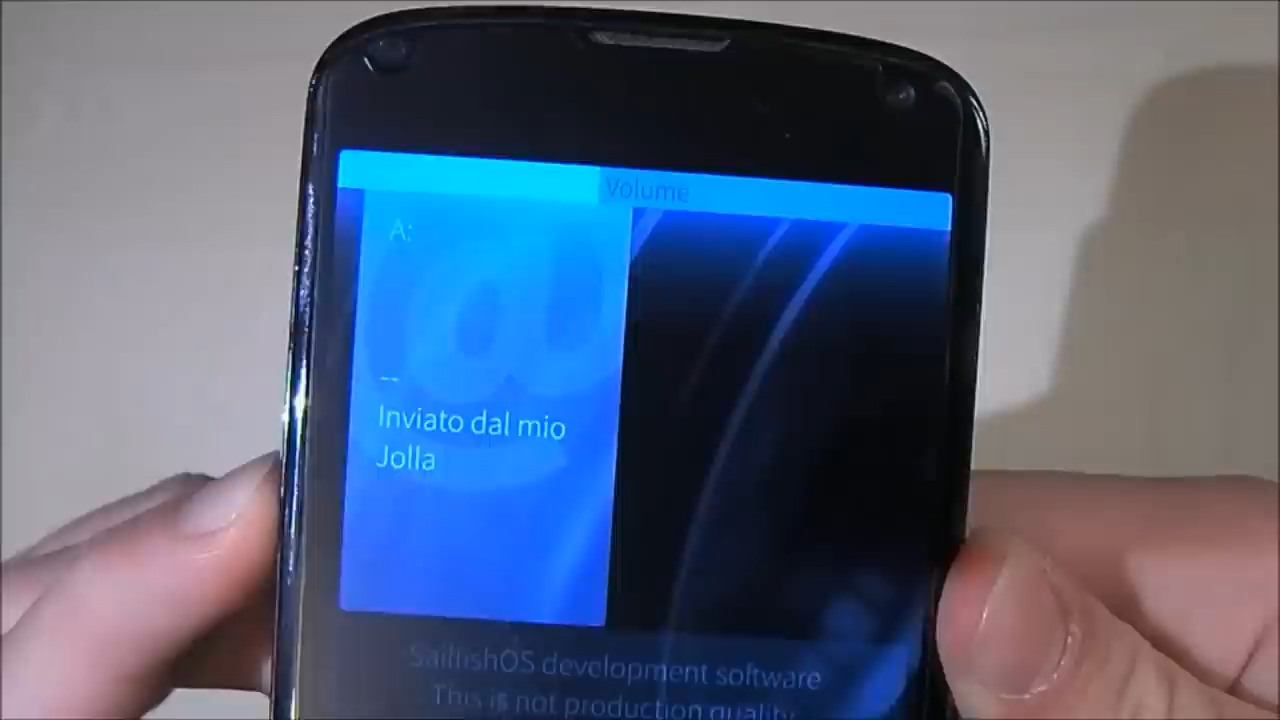 Volume
A:
--
Inviato dal mio
Jolla
SailfishOS development software
This is not production quality